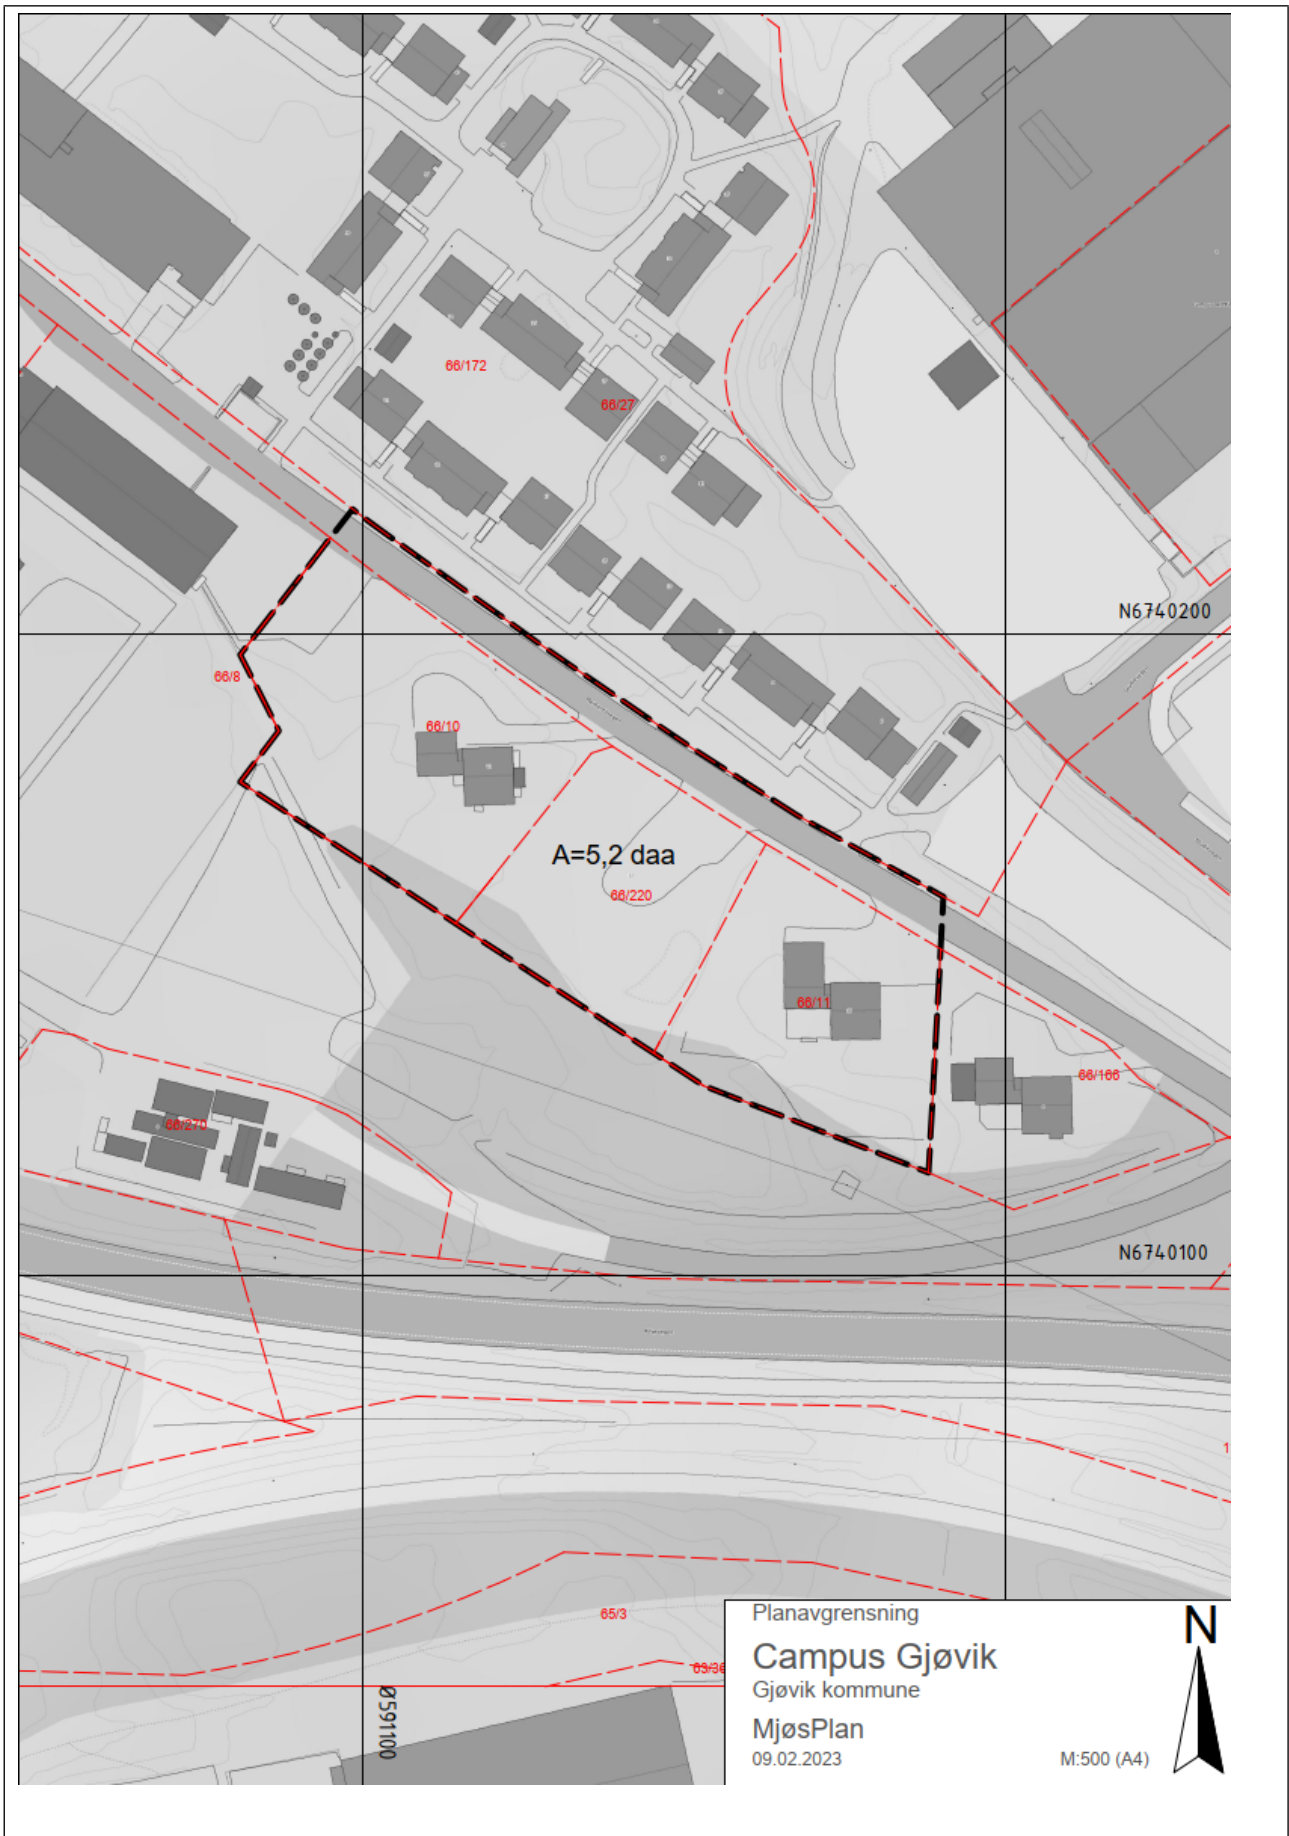 66/172
66/27
N6740200
66/8
66/10
A=5,2 daa
66/220
66/11
66/166
66/270
N6740100
65/3
Ø591100
Planavgrensning
Campus Gjøvik
Gjøvik kommune
MjøsPlan
09.02.2023
M:500 (A4)
N